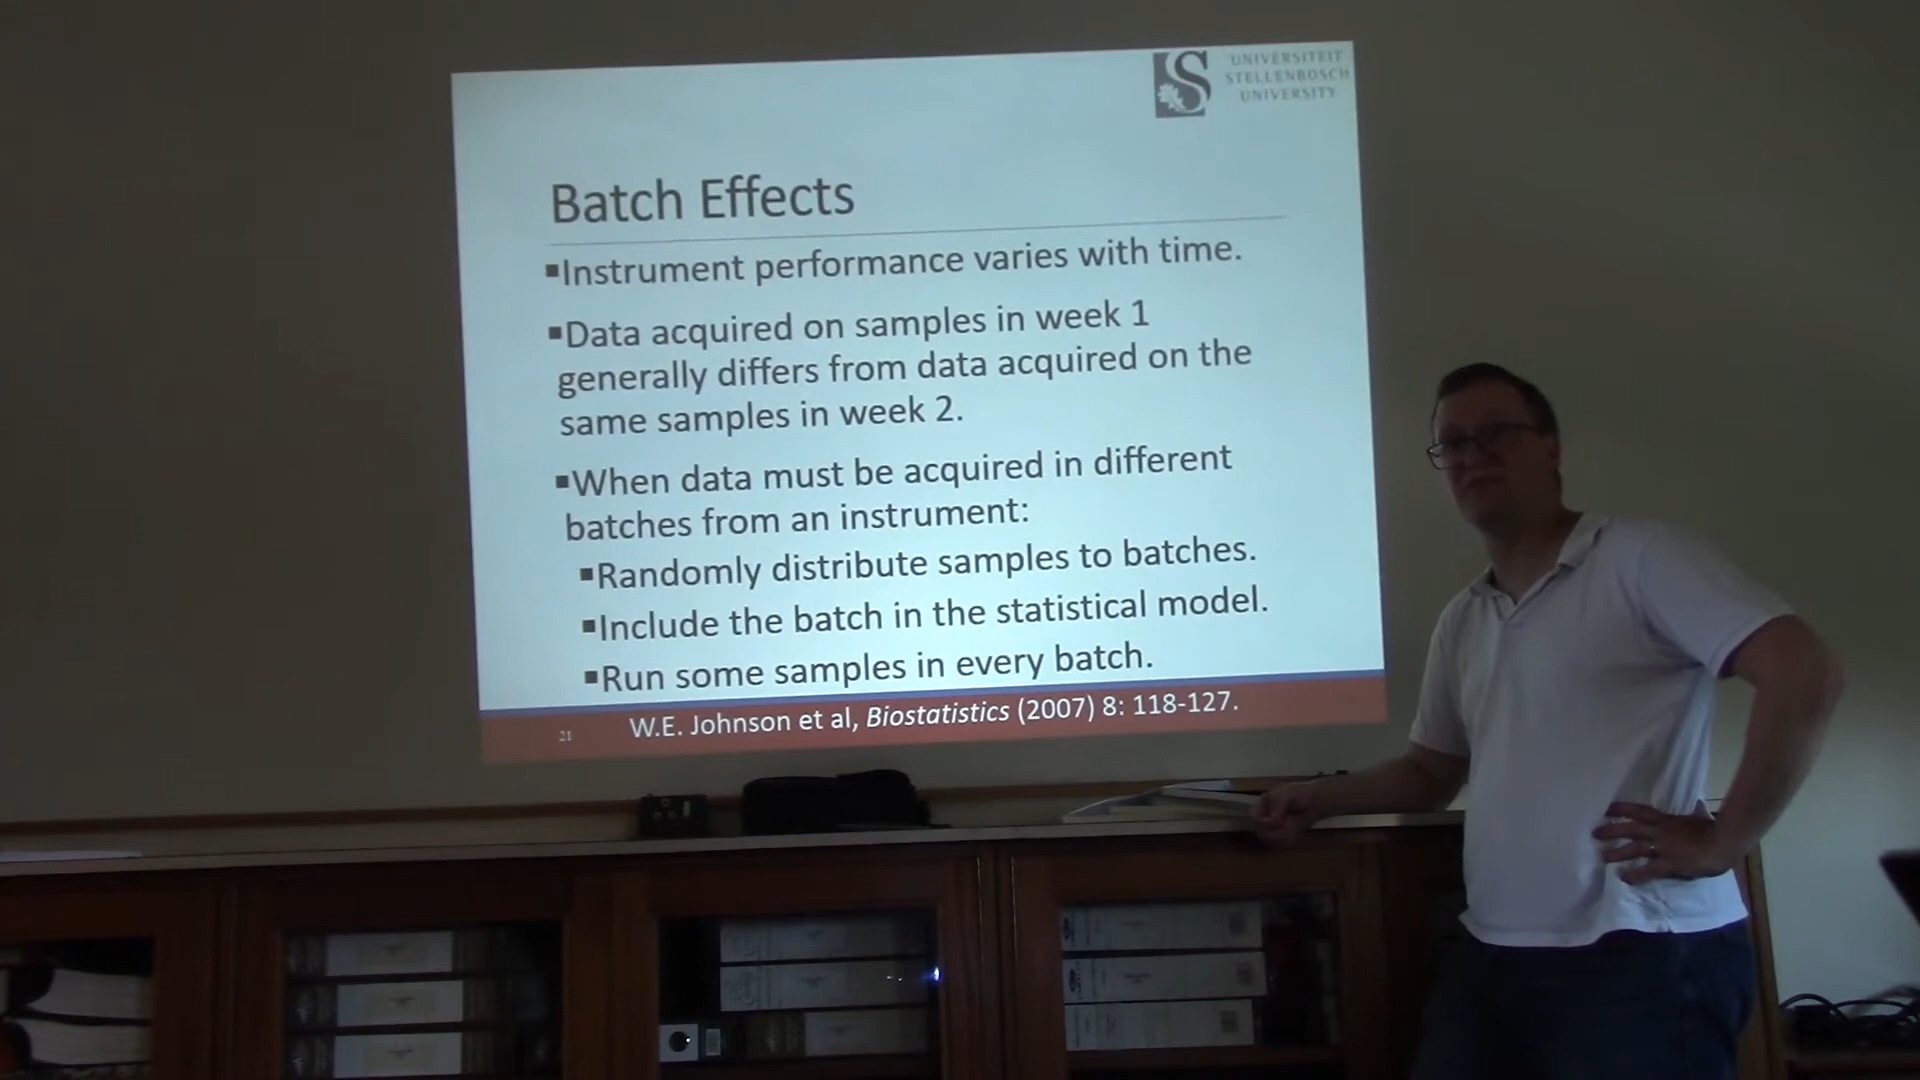 UNIVERSITEIT
STELLENBOSCH
UNIVERSITY
Batch Effects
▪Instrument performance varies with time.
▪Data acquired on samples in week 1
generally differs from data acquired on the
same samples in week 2.
▪When data must be acquired in different
batches from an instrument:
▪Randomly distribute samples to batches.
▪Include the batch in the statistical model.
▪Run some samples in every batch.
21
W.E. Johnson et al, Biostatistics (2007) 8: 118-127.